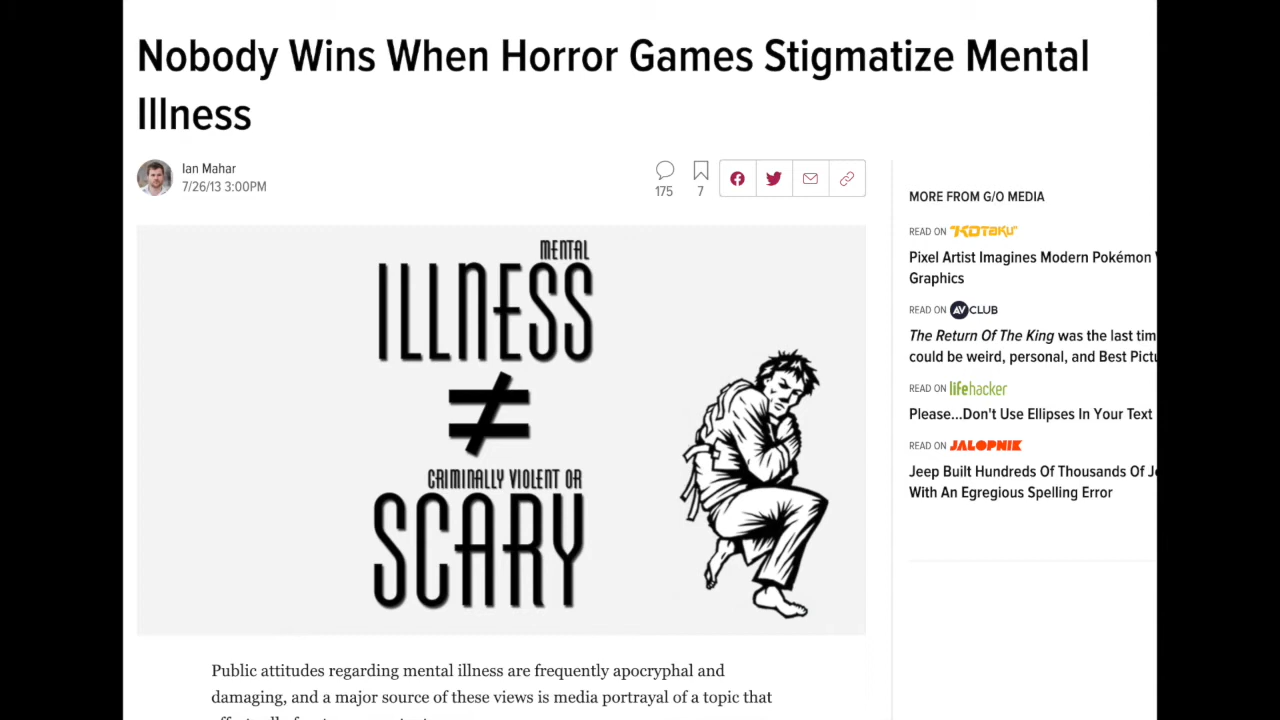 Nobody Wins When Horror Games Stigmatize Mental
Illness
Ian Mahar
7/26/13 3:00PM
175
7
MENTAL
ILLNESS
≠
CRIMINALLY VIOLENT OR
SCARY
Public attitudes regarding mental illness are frequently apocryphal and
damaging, and a major source of these views is media portrayal of a topic that
MORE FROM G/O MEDIA
READ ON KOTAKU
Pixel Artist Imagines Modern Pokémon
Graphics
READ ON AV CLUB
The Return Of The King was the last
could be weird, personal, and Best
READ ON lifehacker
Please...Don't Use Ellipses In Your Text
READ ON JALOPNIK
Jeep Built Hundreds Of Thousands Of
With An Egregious Spelling Error